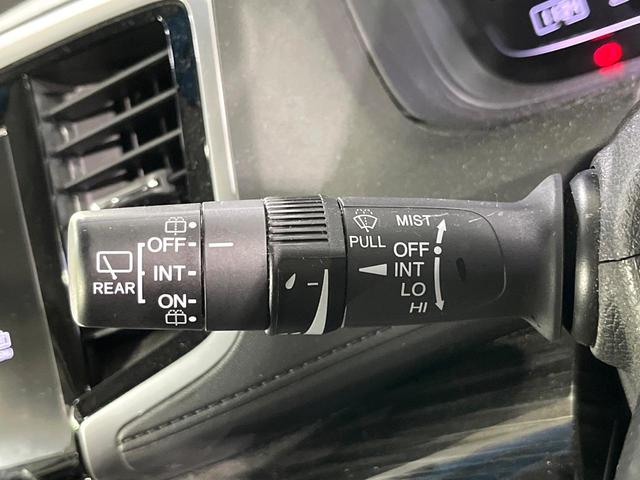 REAR
OFF
INT
ON
PULL
MIST
OFF
INT
LO
HI